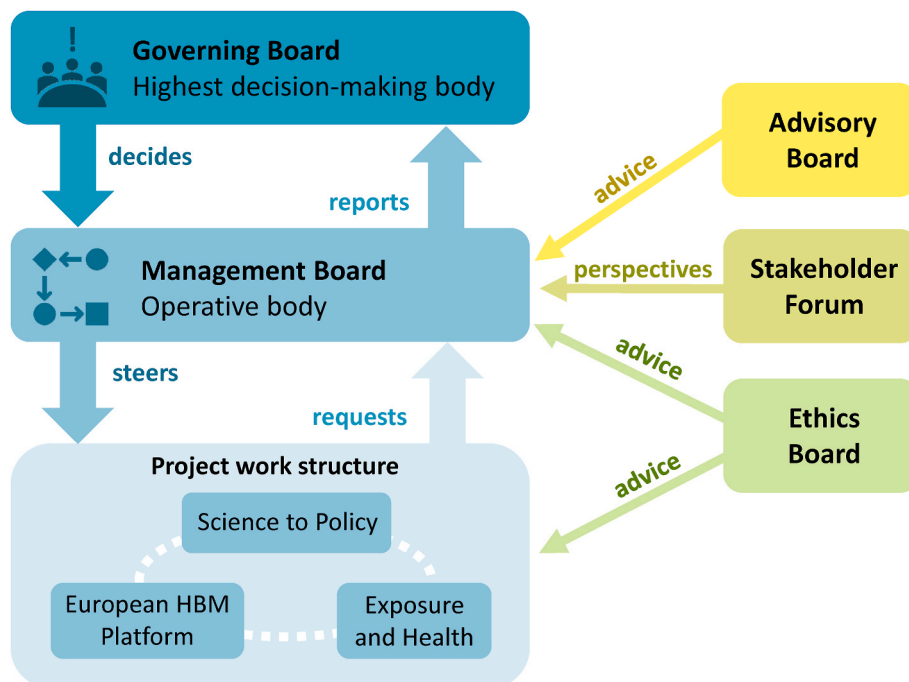 Governing Board
Highest decision-making body
decides
reports
Management Board
Operative body
steers
requests
Project work structure
Science to Policy
European HBM
Platform
Exposure
and Health
Advisory
Board
advice
Stakeholder
Forum
perspectives
Ethics
Board
advice
advice